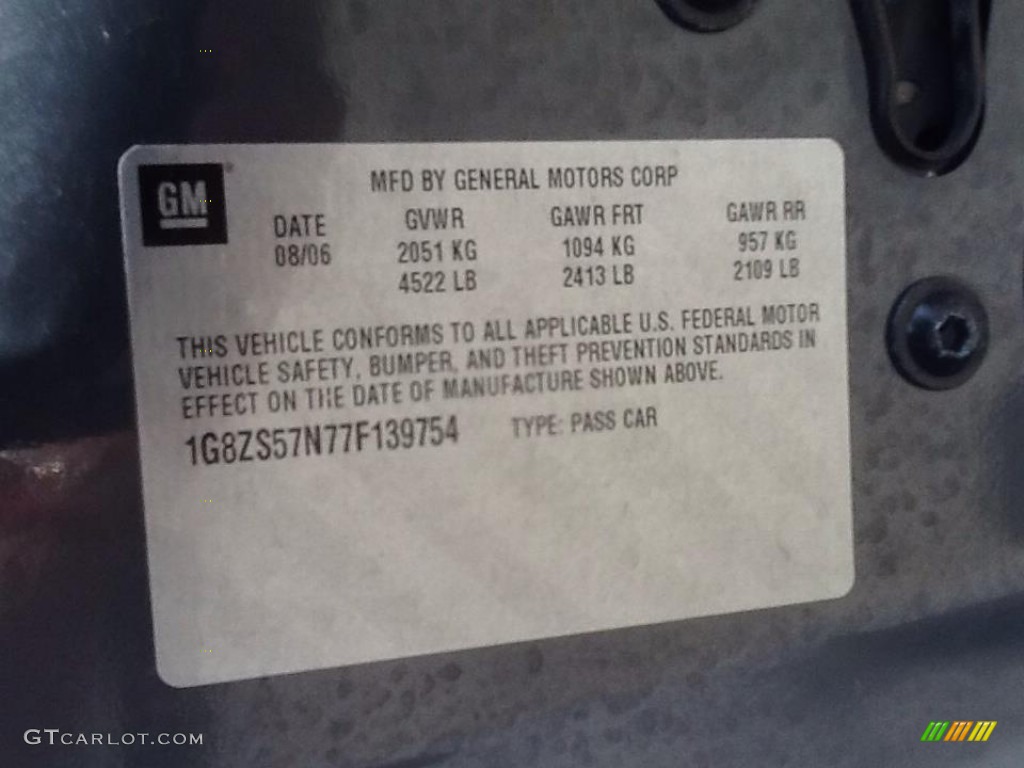 GM
MFD BY GENERAL MOTORS CORP
DATE GVWR GAWR FRT GAWR RR
08/06 2051 KG 1094 KG 957 KG
4522 LB 2413 LB 2109 LB
THIS VEHICLE CONFORMS TO ALL APPLICABLE U.S. FEDERAL MOTOR
VEHICLE SAFETY, BUMPER, AND THEFT PREVENTION STANDARDS IN
EFFECT ON THE DATE OF MANUFACTURE SHOWN ABOVE.
1G8ZS57N77F139754 TYPE: PASS CAR
GTCARLOT.COM